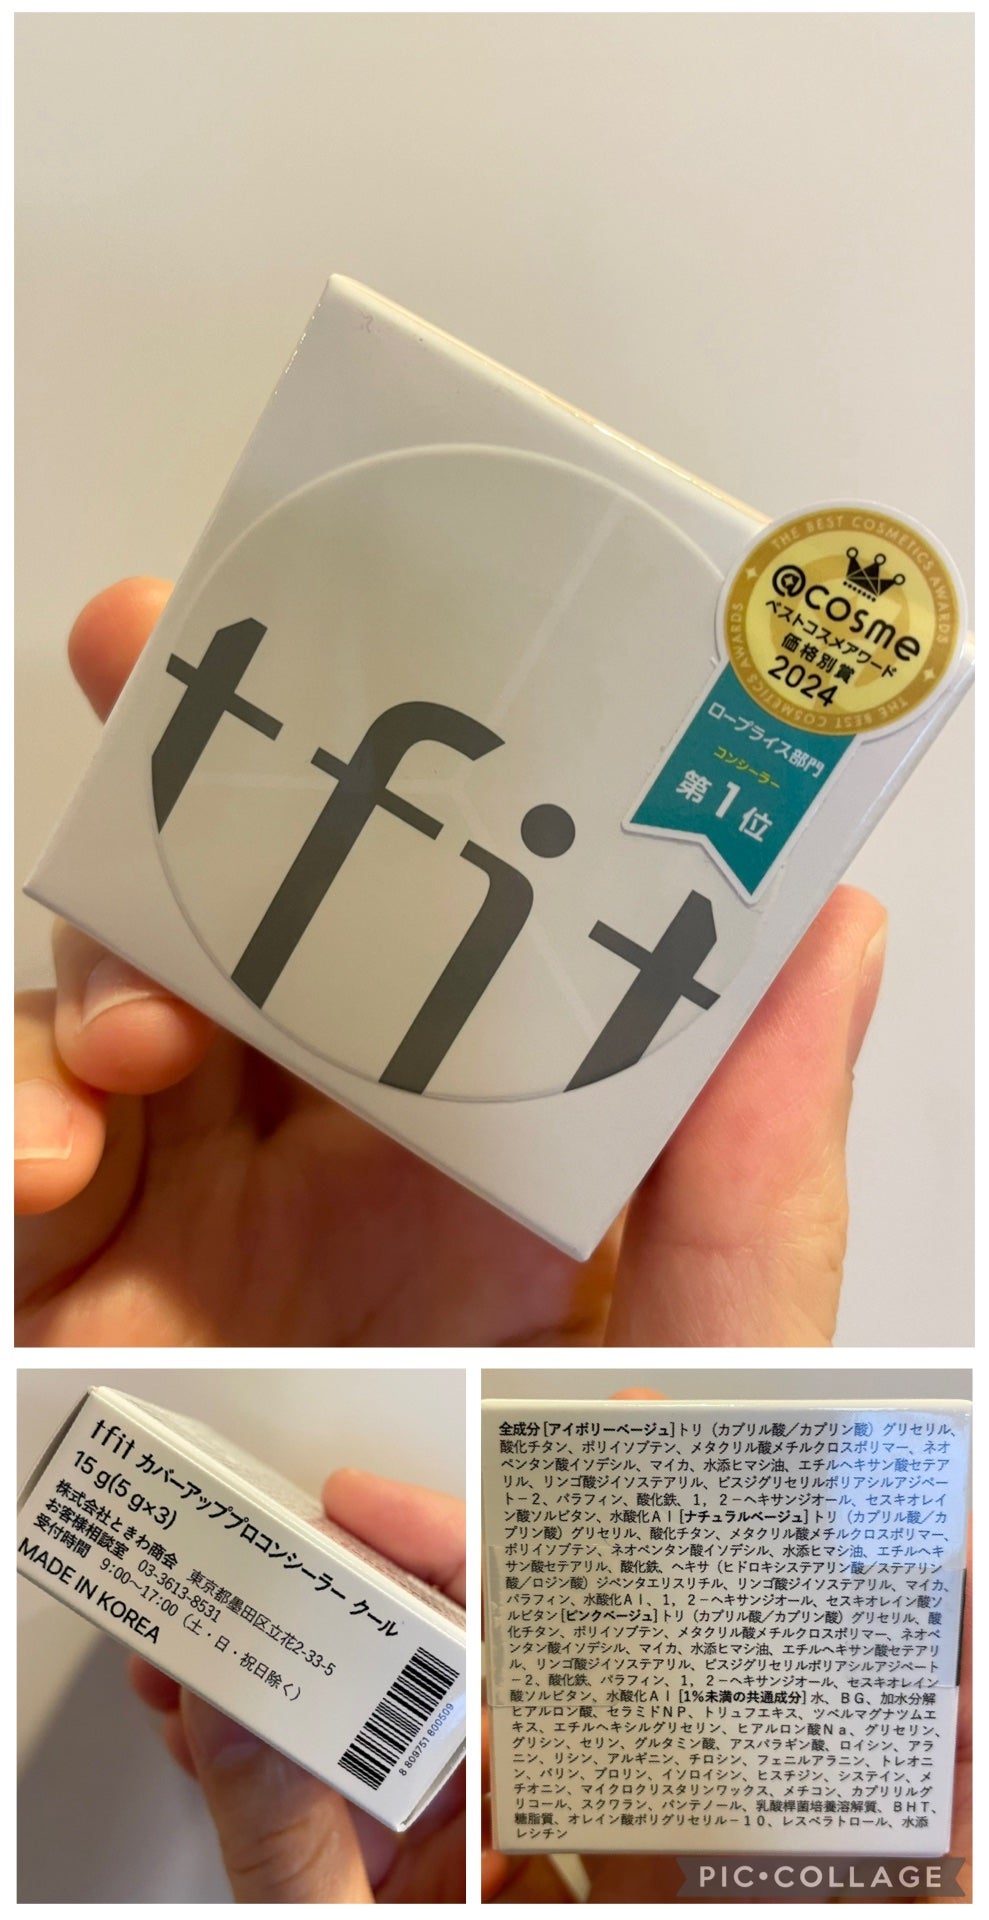 tfit
THE BEST COSMETICS AWARDS
THE BEST COSMETICS AWARDS
@cosme
ベストコスメアワード
価格別賞
2024
ロープライス部門
コンシーラー
第1位
tfit カバーアッププロコンシーラー クール
15 g(5 g×3)
株式会社ときわ商会 東京都墨田区立花2-33-5
お客様相談室 03-3613-8531
受付時間 9:00〜17:00（土・日・祝日除く）
MADE IN KOREA
8 809751 800509
全成分[アイボリーベージュ]トリ（カプリル酸／カプリン酸）グリセリル、
酸化チタン、ポリイソブテン、メタクリル酸メチルクロスポリマー、ネオ
ペンタン酸イソデシル、マイカ、水添ヒマシ油、エチルヘキサン酸セテア
リル、リンゴ酸ジイソステアリル、ビスジグリセリルポリアシルアジペー
ト－2、パラフィン、酸化鉄、1，2－ヘキサンジオール、セスキオレイ
ン酸ソルビタン、水酸化Ａｌ[ナチュラルベージュ]トリ（カプリル酸／カ
プリン酸）グリセリル、酸化チタン、メタクリル酸メチルクロスポリマー、
ポリイソブテン、ネオペンタン酸イソデシル、水添ヒマシ油、エチルヘキ
サン酸セテアリル、酸化鉄、ヘキサ（ヒドロキシステアリン酸／ステアリン
酸／ロジン酸）ジペンタエリスリチル、リンゴ酸ジイソステアリル、マイカ、
パラフィン、水酸化Ａｌ、1、2－ヘキサンジオール、セスキオレイン酸ソ
ルビタン[ピンクベージュ]トリ（カプリル酸／カプリン酸）グリセリル、酸
化チタン、ポリイソブテン、メタクリル酸メチルクロスポリマー、ネオペ
ンタン酸イソデシル、マイカ、水添ヒマシ油、エチルヘキサン酸セテアリ
ル、リンゴ酸ジイソステアリル、ビスジグリセリルポリアシルアジペート
－2、酸化鉄、パラフィン、1，2－ヘキサンジオール、セスキオレイン
酸ソルビタン、水酸化Ａｌ[1%未満の共通成分]水、ＢＧ、加水分解
ヒアルロン酸、セラミドＮＰ、トリュフエキス、ツベルマグナツムエ
キス、エチルヘキシルグリセリン、ヒアルロン酸Ｎａ、グリセリン、
グリシン、セリン、グルタミン酸、アスパラギン酸、ロイシン、アラ
ニン、リシン、アルギニン、チロシン、フェニルアラニン、トレオニ
ン、バリン、プロリン、イソロイシン、ヒスチジン、システイン、メ
チオニン、マイクロクリスタリンワックス、メチコン、カプリリルグ
リコール、スクワラン、パンテノール、乳酸桿菌培養溶解質、ＢＨＴ、
糖脂質、オレイン酸ポリグリセリル－１０、レスベラトロール、水添
レシチン
PIC•COLLAGE